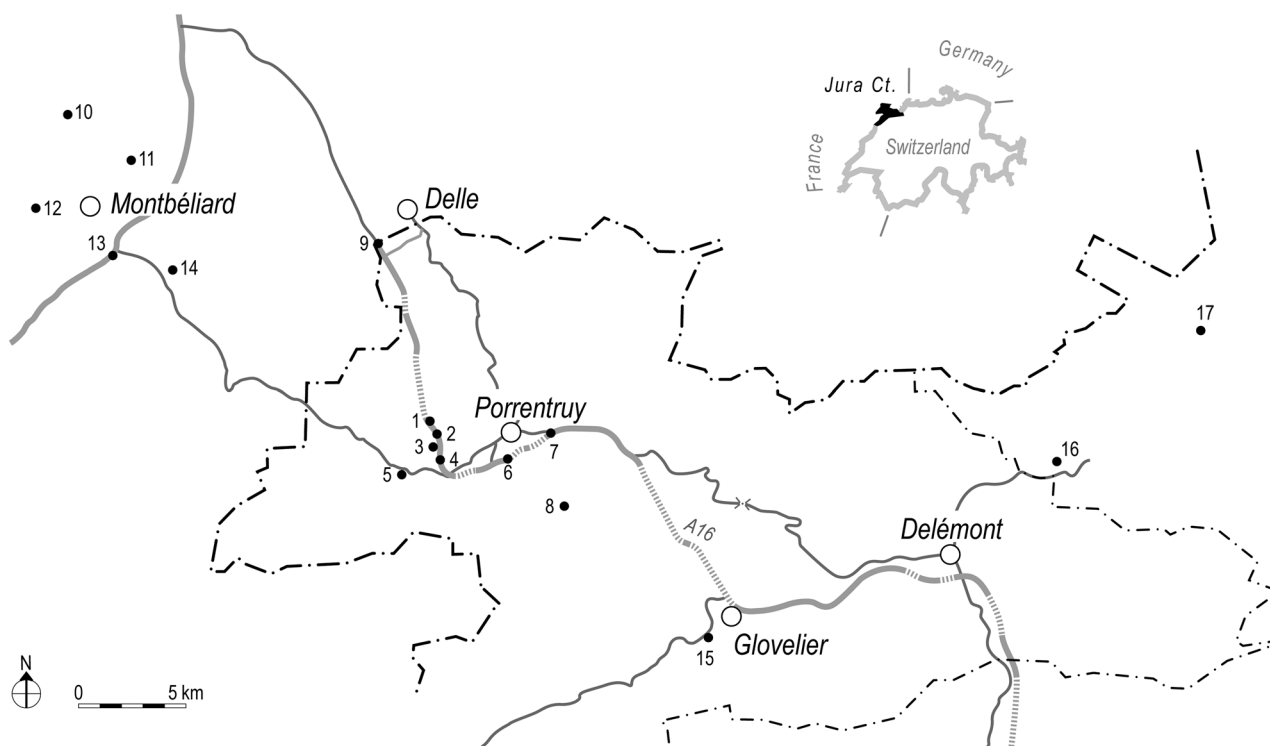 Germany
Jura Ct.
Switzerland
France
10
11
12
Montbéliard
Delle
13
9
14
17
1
2
3
4
Porrentruy
5
6
7
16
8
A16
Delémont
Glovelier
15
N
0
5 km